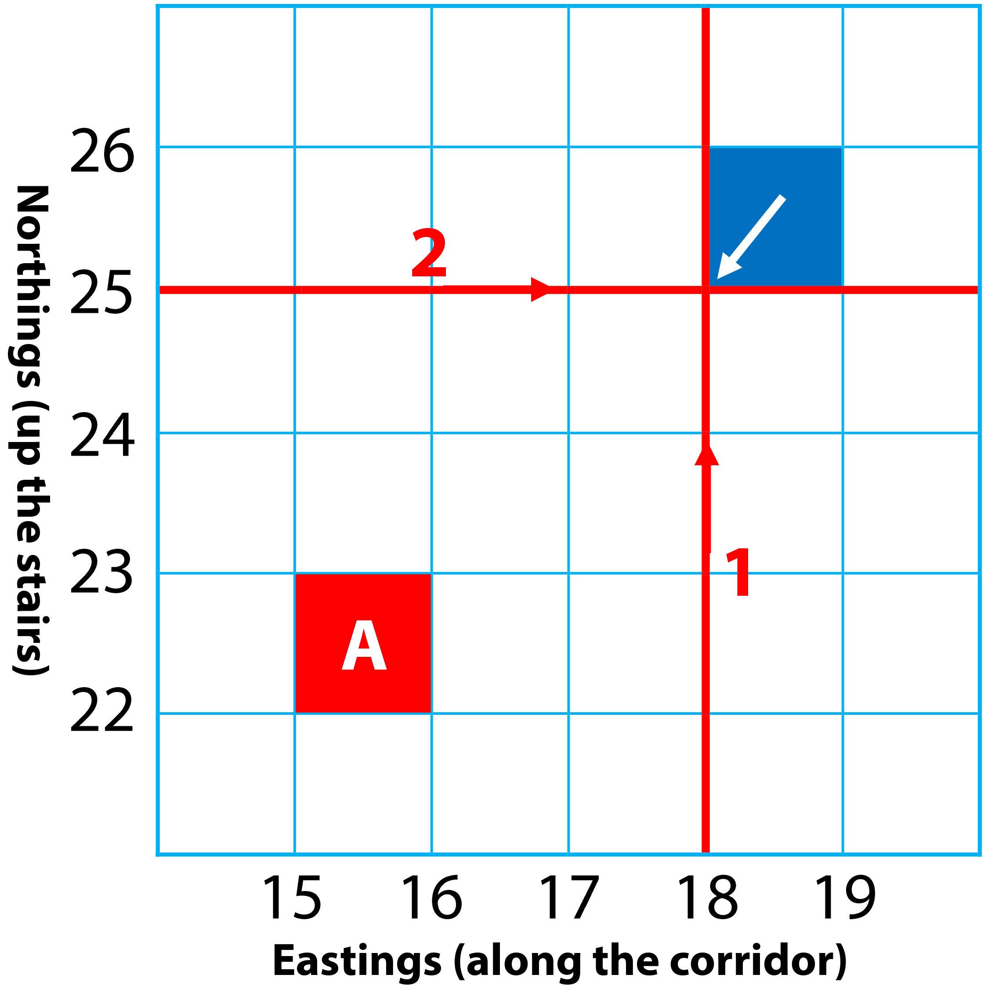 26
2
25
24
23
1
A
22
15 16 17 18 19
Eastings (along the corridor)
Northings (up the stairs)